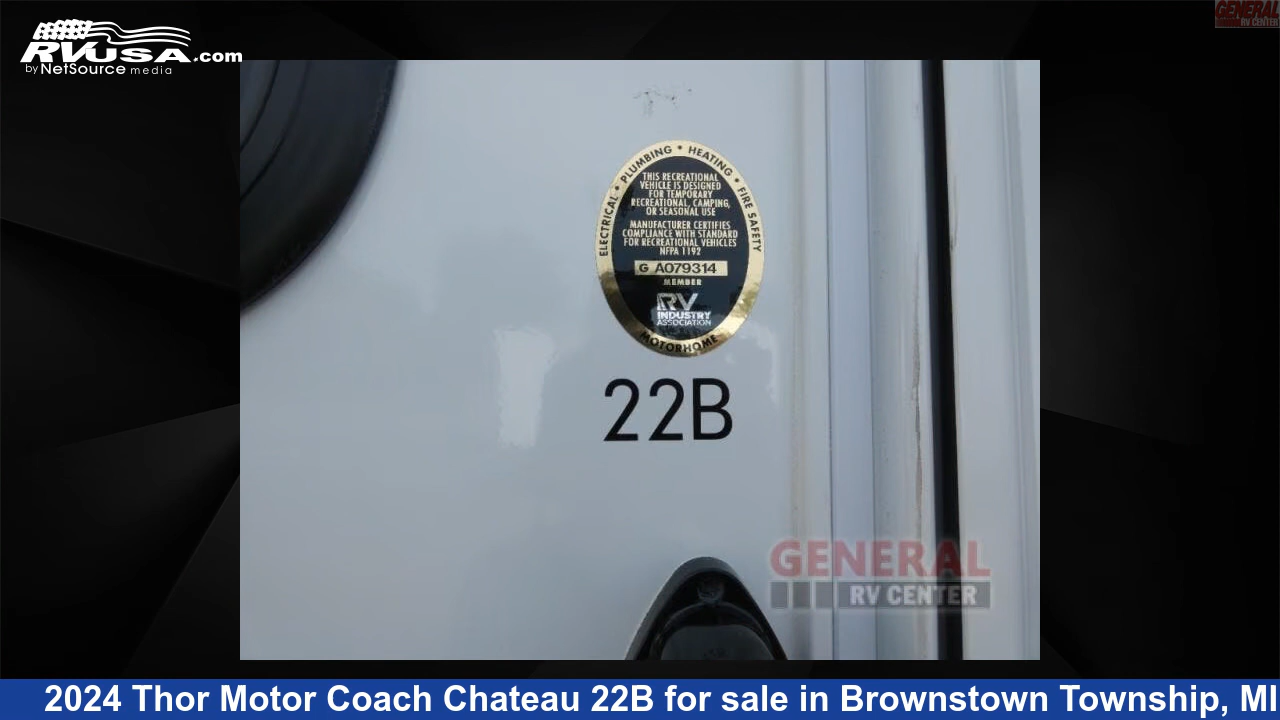 RVUSA.com
by NetSource media
GENERAL
RV CENTER
ELECTRICAL • PLUMBING • HEATING • FIRE SAFETY
THIS RECREATIONAL
VEHICLE IS DESIGNED
FOR TEMPORARY
RECREATIONAL, CAMPING,
OR SEASONAL USE
MANUFACTURER CERTIFIES
COMPLIANCE WITH STANDARD
FOR RECREATIONAL VEHICLES
NFPA 1192
G A079314
MEMBER
RV
INDUSTRY
ASSOCIATION
MOTORHOME
22B
GENERAL
RV CENTER
2024 Thor Motor Coach Chateau 22B for sale in Brownstown Township, MI